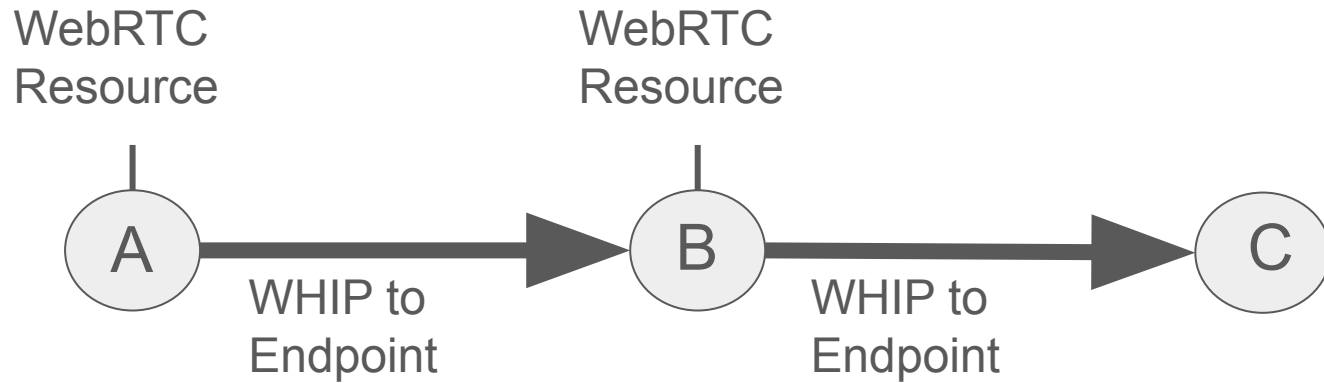 WebRTC
Resource
WebRTC
Resource
A
B
C
WHIP to
Endpoint
WHIP to
Endpoint